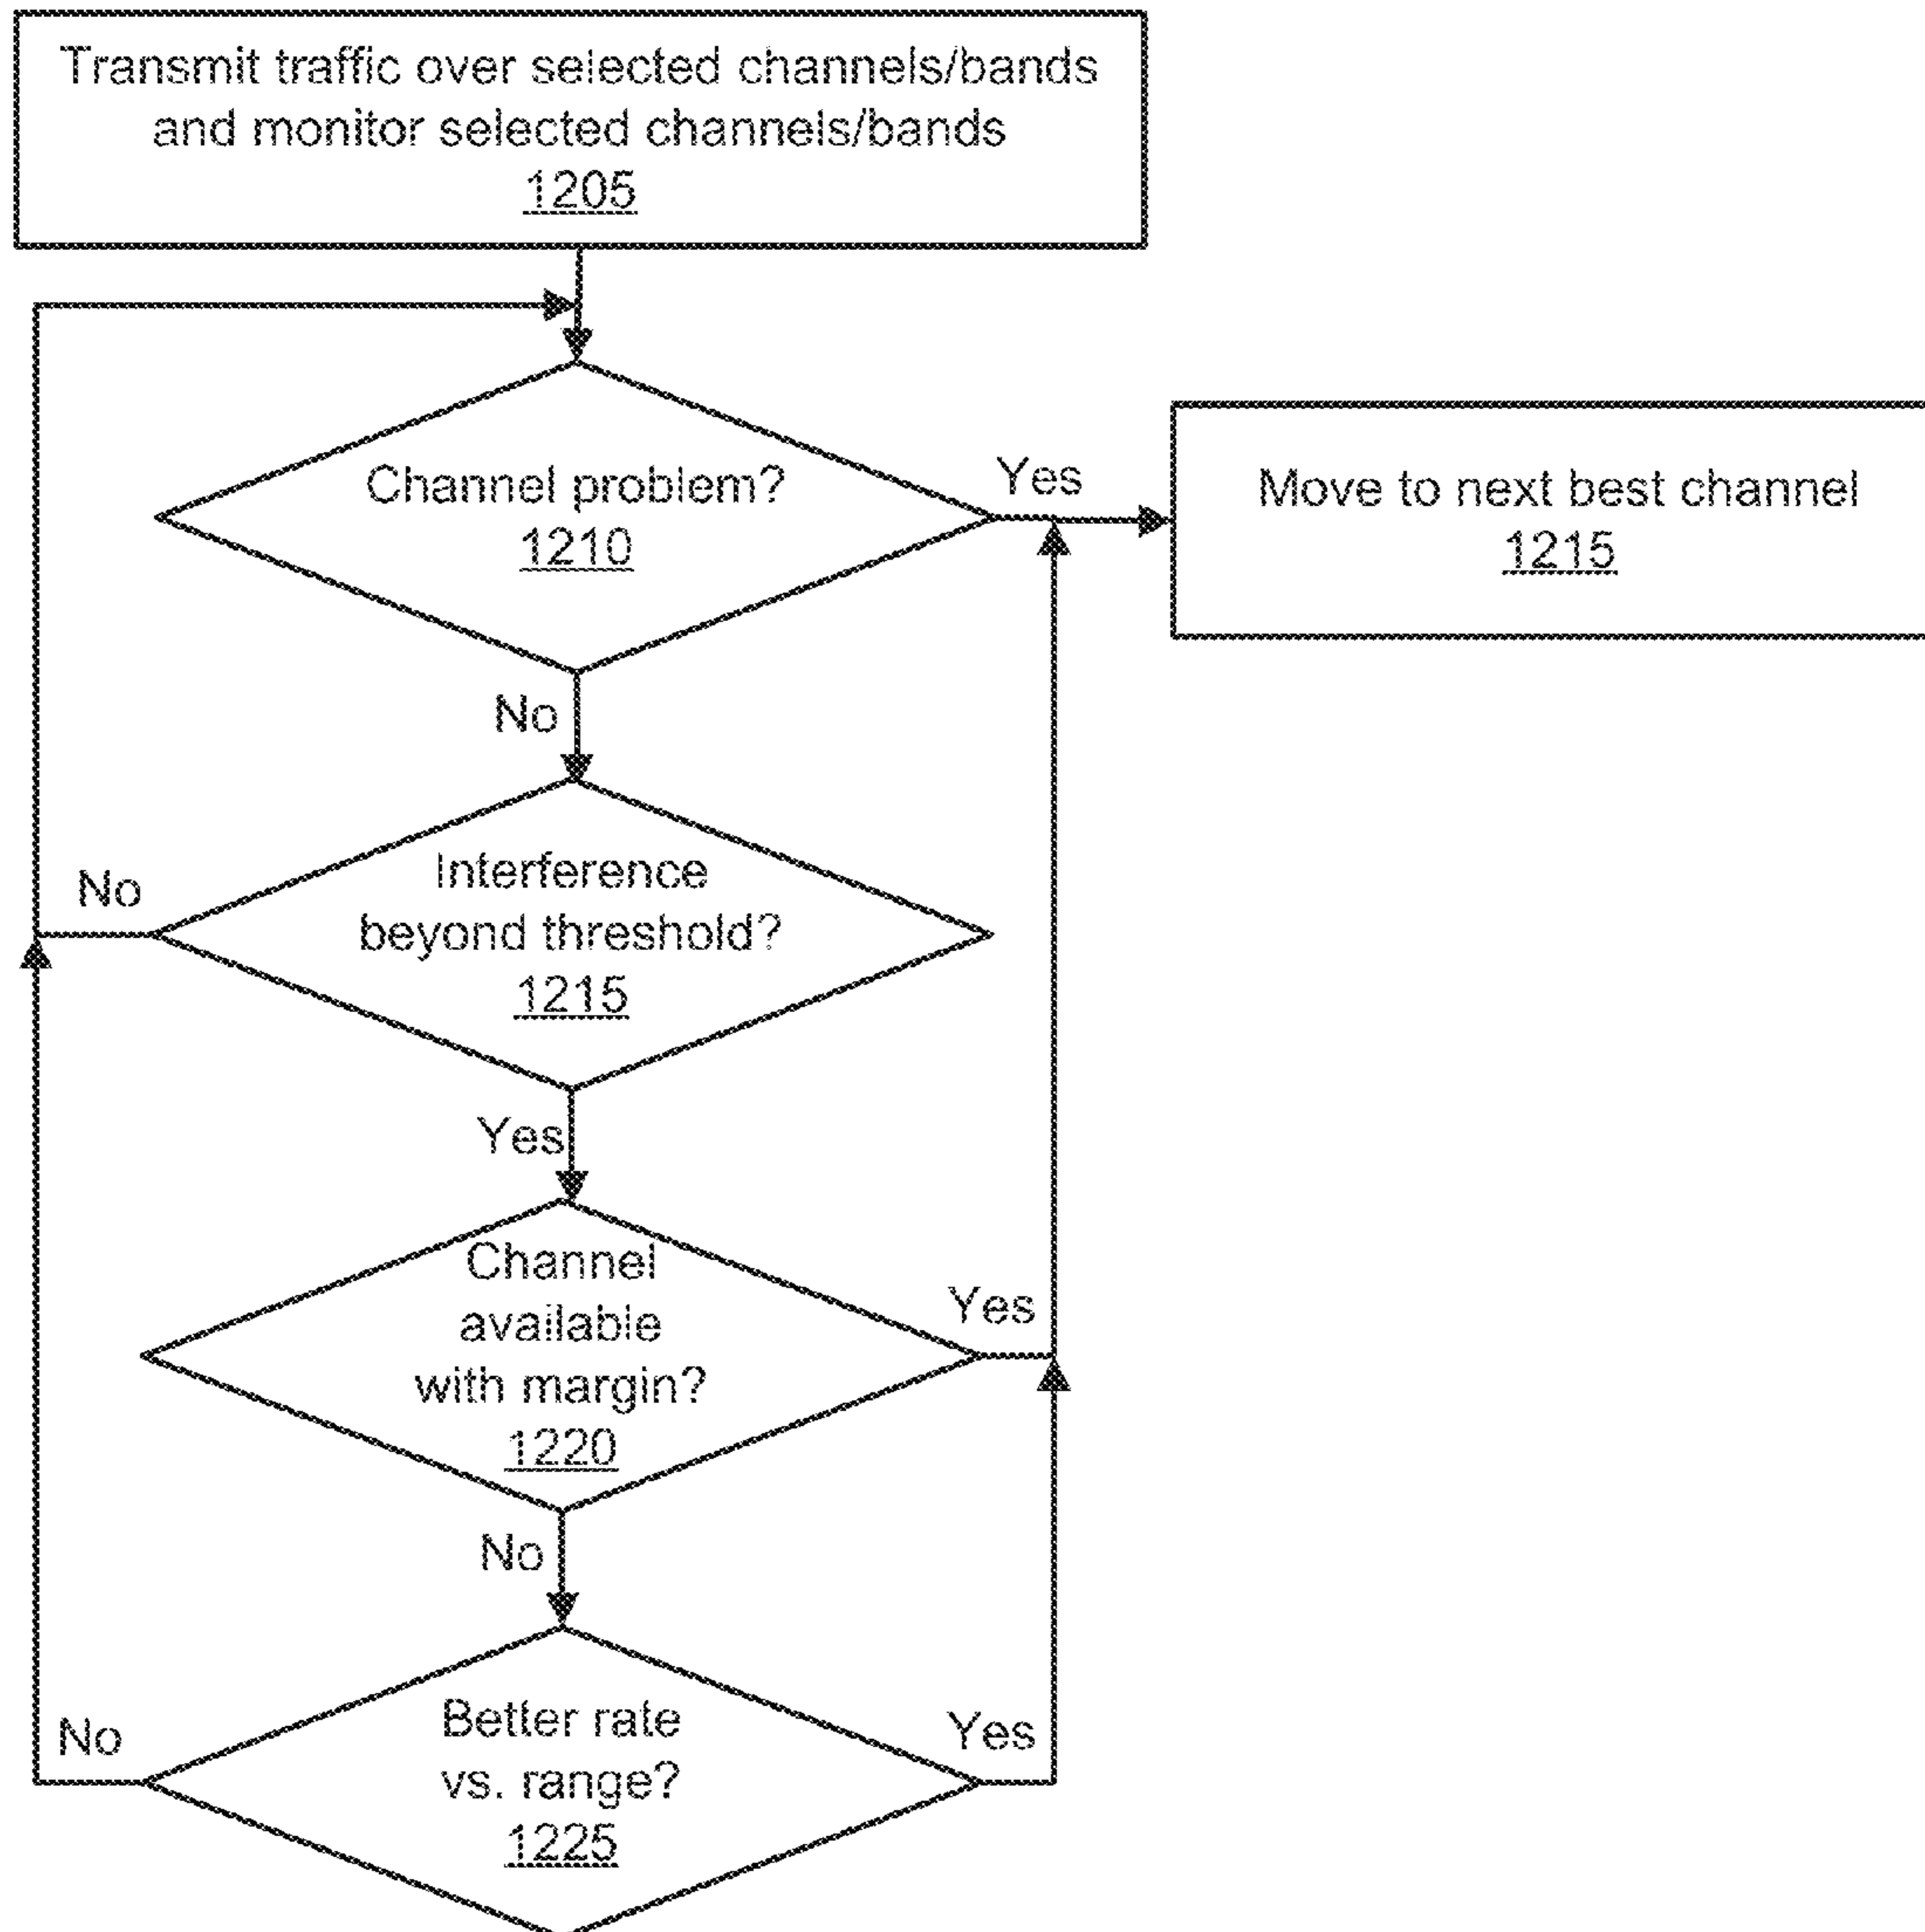 Transmit traffic over selected channels/bands
and monitor selected channels/bands
1205
Channel problem?
1210
Yes
Move to next best channel
1215
No
Interference
beyond threshold?
1215
No
Yes
Channel
available
with margin?
1220
Yes
No
Better rate
vs. range?
1225
No
Yes